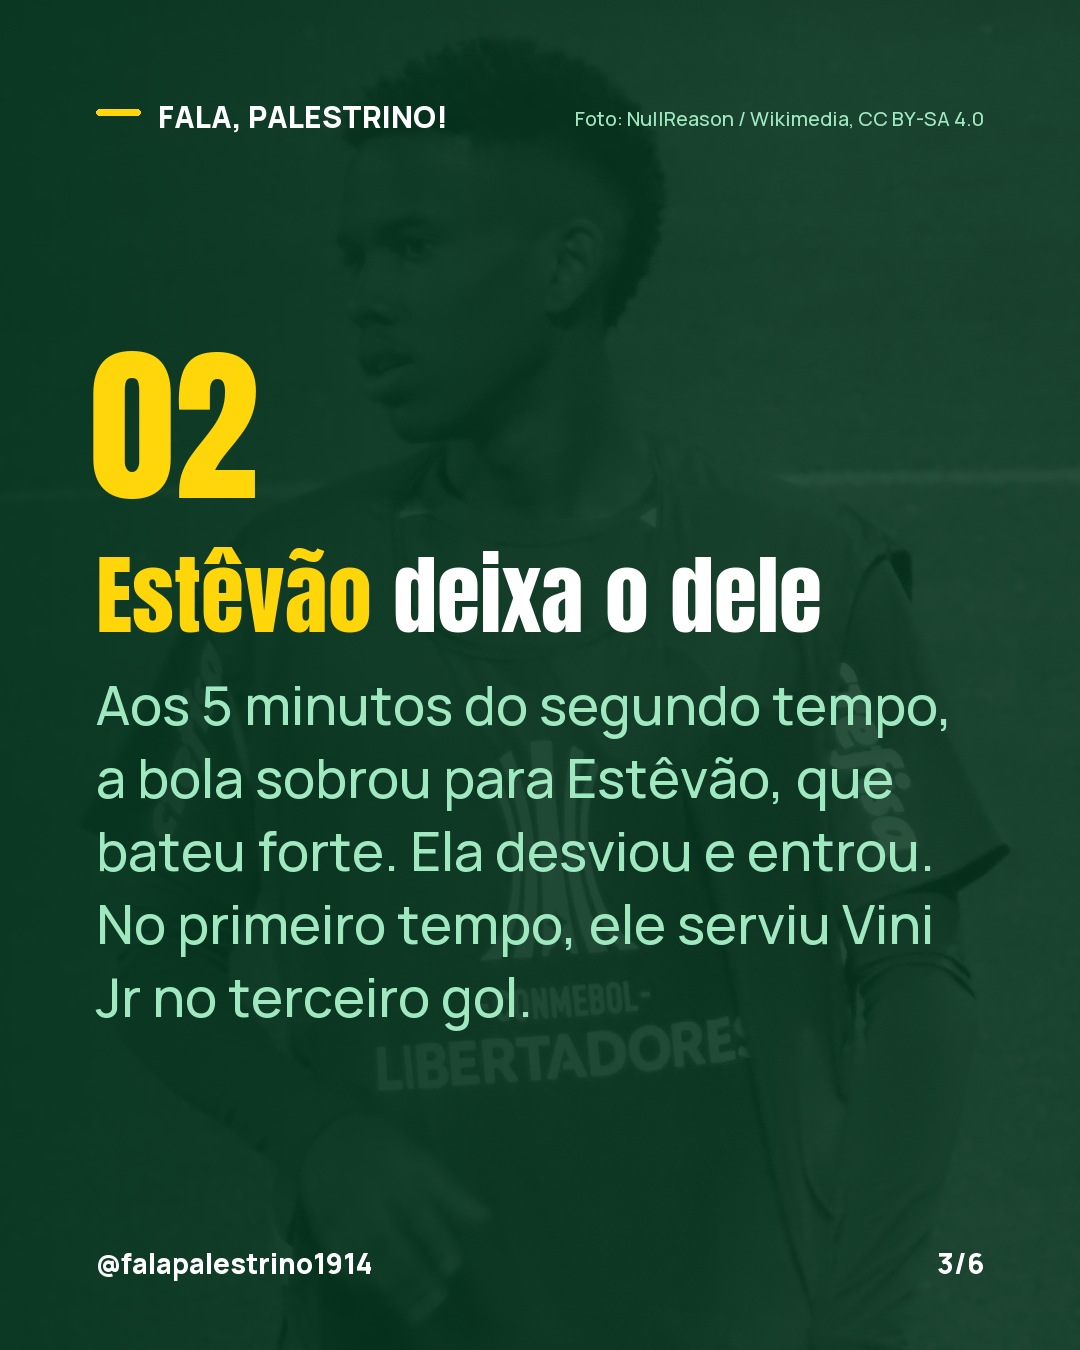 FALA, PALESTRINO!
Foto: NullReason / Wikimedia, CC BY-SA 4.0
02
Estêvão deixa o dele
Aos 5 minutos do segundo tempo,
a bola sobrou para Estêvão, que
bateu forte. Ela desviou e entrou.
No primeiro tempo, ele serviu Vini
Jr no terceiro gol.
CONMEBOL
LIBERTADORES
@falapalestrino1914
3/6